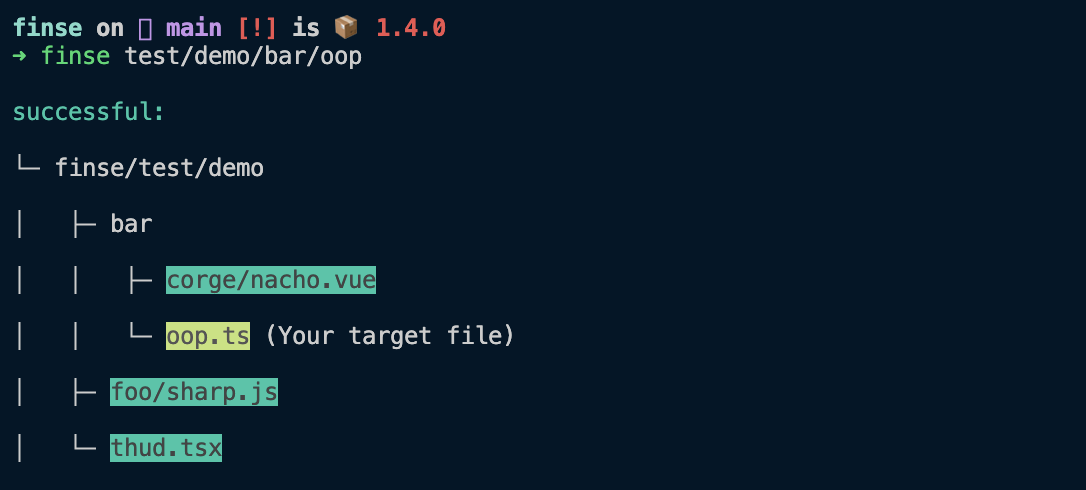 finse on  main [!] is 📦 1.4.0
➜ finse test/demo/bar/oop
successful:
└─ finse/test/demo
│   ├─ bar
│   │   ├─ corge/nacho.vue
│   │   └─ oop.ts (Your target file)
│   ├─ foo/sharp.js
│   └─ thud.tsx